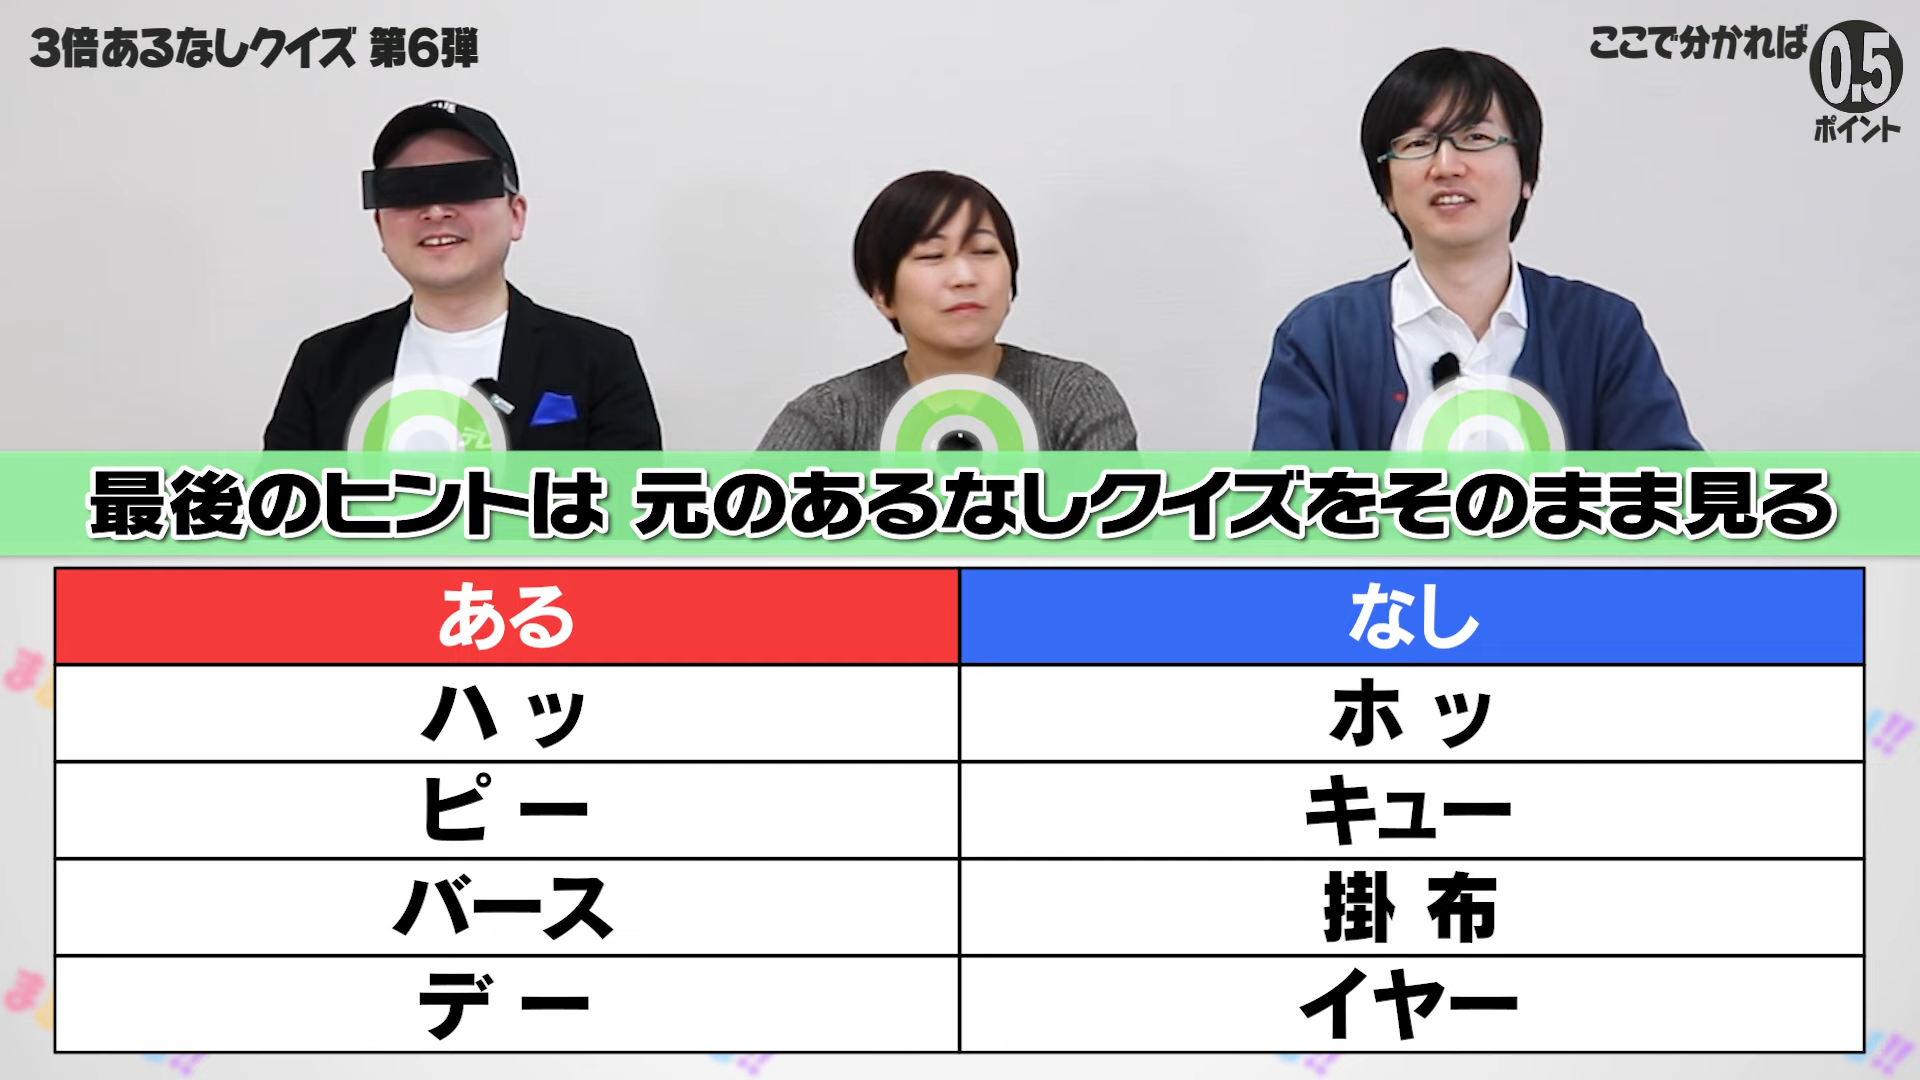 3倍あるなしクイズ 第6弾
ここで分かれば
0.5
ポイント
テレ
最後のヒントは 元のあるなしクイズをそのまま見る
ある
なし
ハッ
ホッ
ピー
キュー
バース
掛布
デー
イヤー